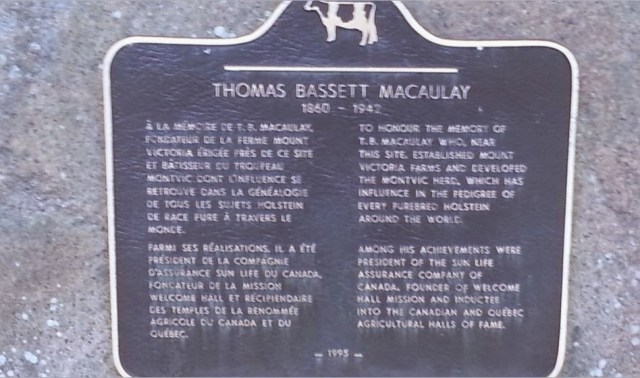 THOMAS BASSETT MACAULAY
1860 - 1942
À LA MÉMOIRE DE T.B. MACAULAY,
FONDATEUR DE LA FERME MOUNT
VICTORIA ÉRIGÉE PRÈS DE CE SITE
ET BÂTISSEUR DU TROUPEAU
MONTVIC DONT L'INFLUENCE SE
RETROUVE DANS LA GÉNÉALOGIE
DE TOUS LES SUJETS HOLSTEIN
DE RACE PURE À TRAVERS LE
MONDE.
PARMI SES RÉALISATIONS, IL A ÉTÉ
PRÉSIDENT DE LA COMPAGNIE
D'ASSURANCE SUN LIFE DU CANADA,
FONDATEUR DE LA MISSION
WELCOME HALL ET RÉCIPIENDAIRE
DES TEMPLES DE LA RENOMMÉE
AGRICOLE DU CANADA ET DU
QUÉBEC.
TO HONOUR THE MEMORY OF
T.B. MACAULAY WHO, NEAR
THIS SITE, ESTABLISHED MOUNT
VICTORIA FARMS AND DEVELOPED
THE MONTVIC HERD, WHICH HAS
INFLUENCE IN THE PEDIGREE OF
EVERY PUREBRED HOLSTEIN
AROUND THE WORLD.
AMONG HIS ACHIEVEMENTS WERE
PRESIDENT OF THE SUN LIFE
ASSURANCE COMPANY OF
CANADA, FOUNDER OF WELCOME
HALL MISSION AND INDUCTEE
INTO THE CANADIAN AND QUÉBEC
AGRICULTURAL HALLS OF FAME.
- 1995 -